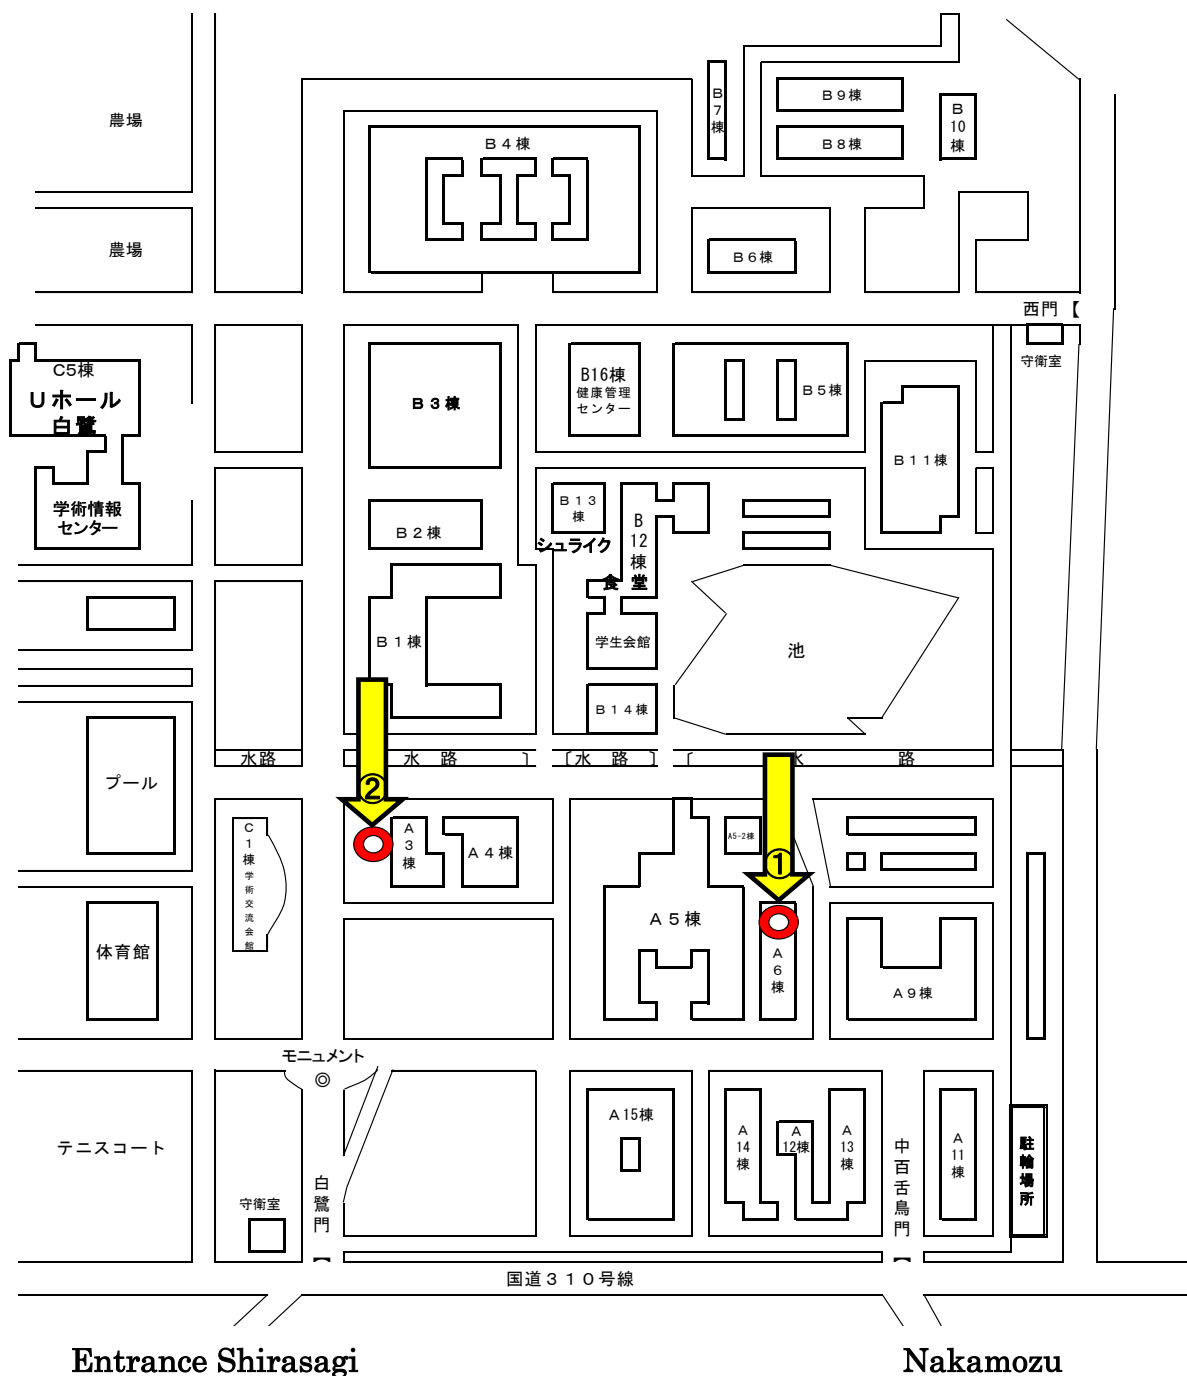 農場
農場
Ｂ４棟
Ｂ７棟
Ｂ９棟
Ｂ８棟
Ｂ10棟
Ｂ６棟
西門【
守衛室
C5棟
Ｕホール
白鷺
学術情報
センター
Ｂ３棟
B16棟
健康管理
センター
Ｂ５棟
Ｂ１１棟
Ｂ２棟
Ｂ１３
棟
シュライク
Ｂ12棟
食堂
学生会館
Ｂ１棟
池
Ｂ１４棟
水路
水　路
水　路
水　路
プール
②
①
Ｃ１棟学術交流会館
Ａ３棟
Ａ４棟
A5-2棟
Ａ５棟
Ａ６棟
Ａ９棟
体育館
モニュメント
◎
テニスコート
守衛室
白鷺門
Ａ15棟
Ａ14棟
Ａ12棟
Ａ13棟
中百舌鳥門
Ａ11棟
駐輪場所
国道３１０号線
Entrance Shirasagi
Nakamozu